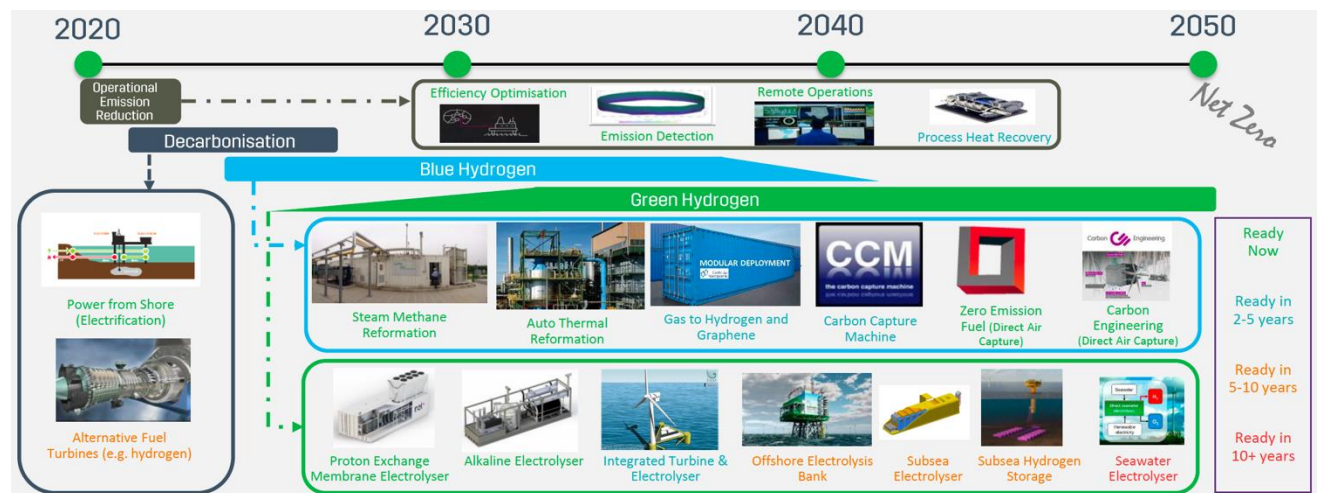 2020
2030
2040
2050
Net Zero
Operational
Emission
Reduction
Efficiency Optimisation
Emission Detection
Remote Operations
Process Heat Recovery
Decarbonisation
Blue Hydrogen
Green Hydrogen
Power from Shore
(Electrification)
Alternative Fuel
Turbines (e.g. hydrogen)
Steam Methane
Reformation
Auto Thermal
Reformation
MODULAR DEPLOYMENT
Gas to Hydrogen and
Graphene
CCM
the carbon capture machine
Carbon Capture
Machine
Zero Emission
Fuel (Direct Air
Capture)
Carbon Engineering
Carbon
Engineering
(Direct Air Capture)
Proton Exchange
Membrane Electrolyser
Alkaline Electrolyser
Integrated Turbine &
Electrolyser
Offshore Electrolysis
Bank
Subsea
Electrolyser
Subsea Hydrogen
Storage
Seawater
Seawater
Electrolyser
Ready
Now
Ready in
2-5 years
Ready in
5-10 years
Ready in
10+ years